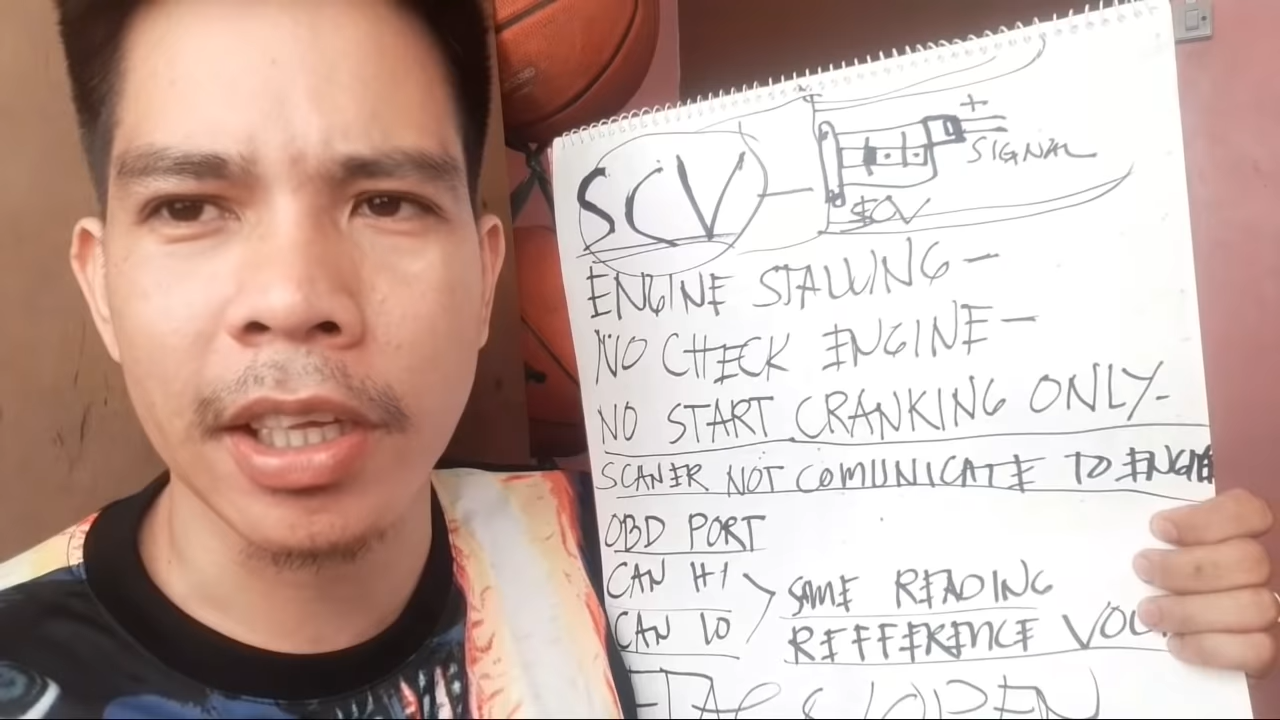 SCV
+
SIGNAL
SCV
ENGINE STALLING -
NO CHECK ENGINE -
NO START CRANKING ONLY -
SCANER NOT COMUNICATE TO ENGINE
OBD PORT
CAN HI
CAN LO
SAME READING
REFFERENCE